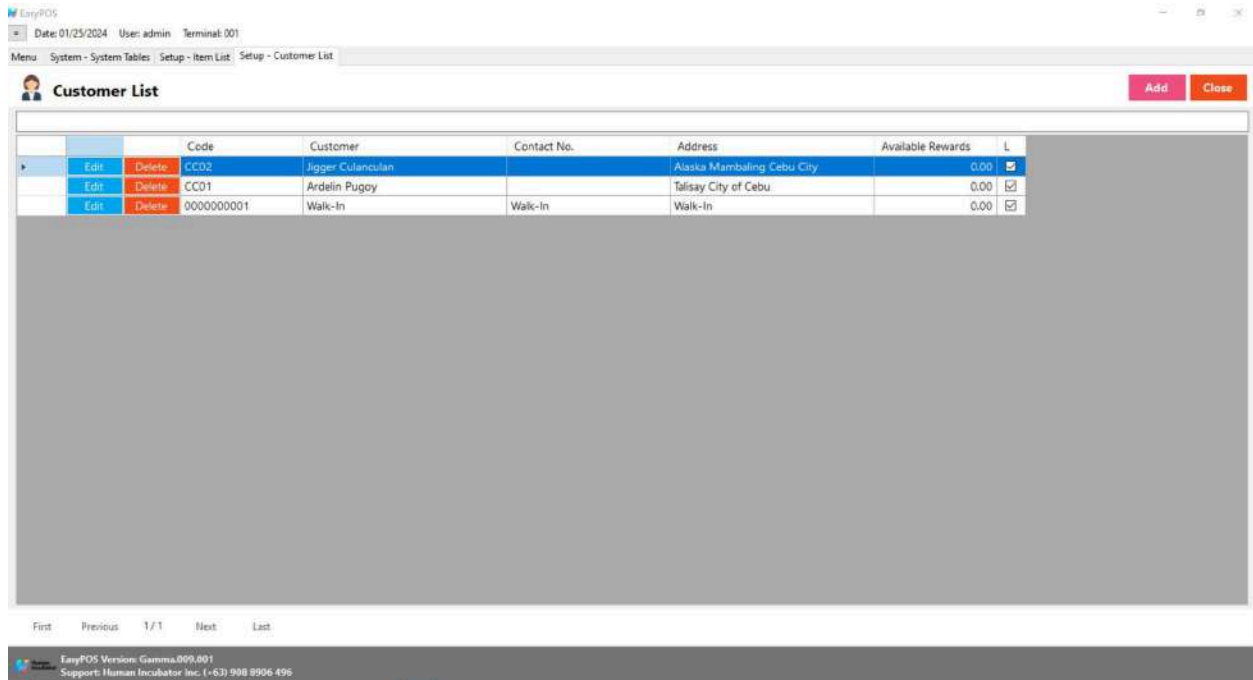 EasyPOS
Date: 01/25/2024 User: admin Terminal: 001
Menu System - System Tables Setup - Item List Setup - Customer List
Customer List Add Close
Code Customer Contact No. Address Available Rewards L
Edit Delete CC02 Jigger Culanculan Alaska Mambaling Cebu City 0.00
Edit Delete CC01 Ardelin Pugoy Talisay City of Cebu 0.00
Edit Delete 0000000001 Walk-In Walk-In Walk-In 0.00
First Previous 1 / 1 Next Last
EasyPOS Version: Gamma.009.001
Support: Human Incubator Inc. (+63) 908 8906 496